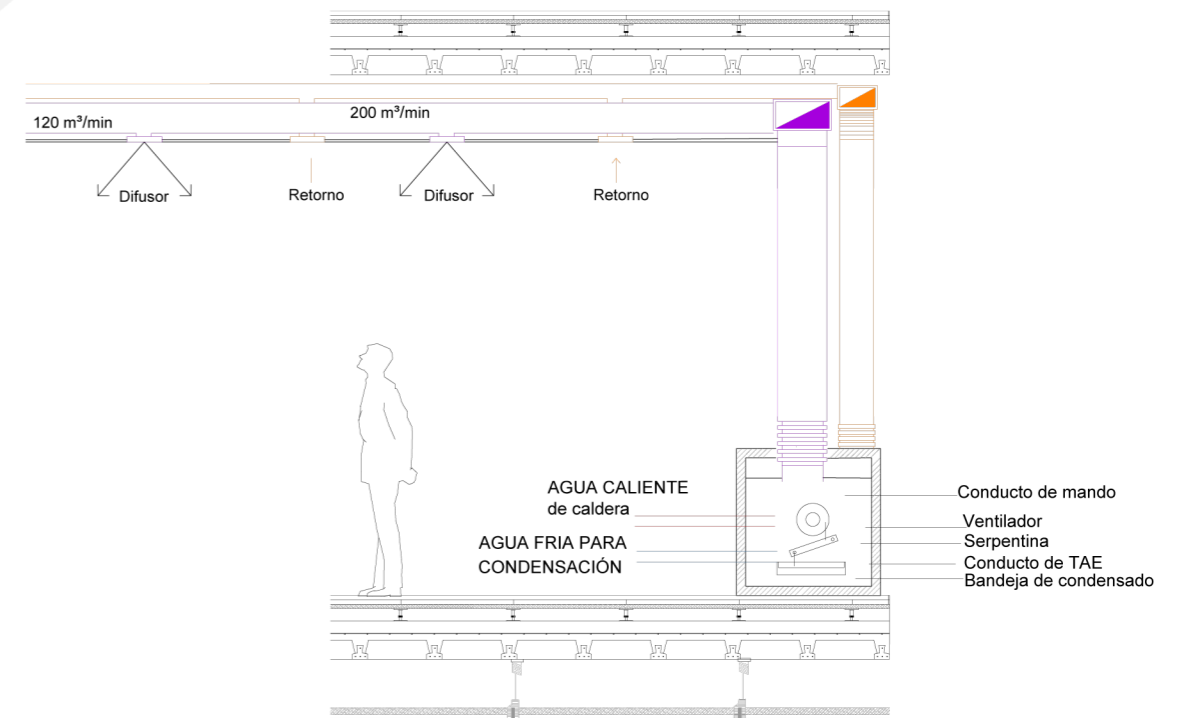 120 m³/min
200 m³/min
Difusor
Retorno
Difusor
Retorno
AGUA CALIENTE
de caldera
AGUA FRIA PARA
CONDENSACIÓN
Conducto de mando
Ventilador
Serpentina
Conducto de TAE
Bandeja de condensado